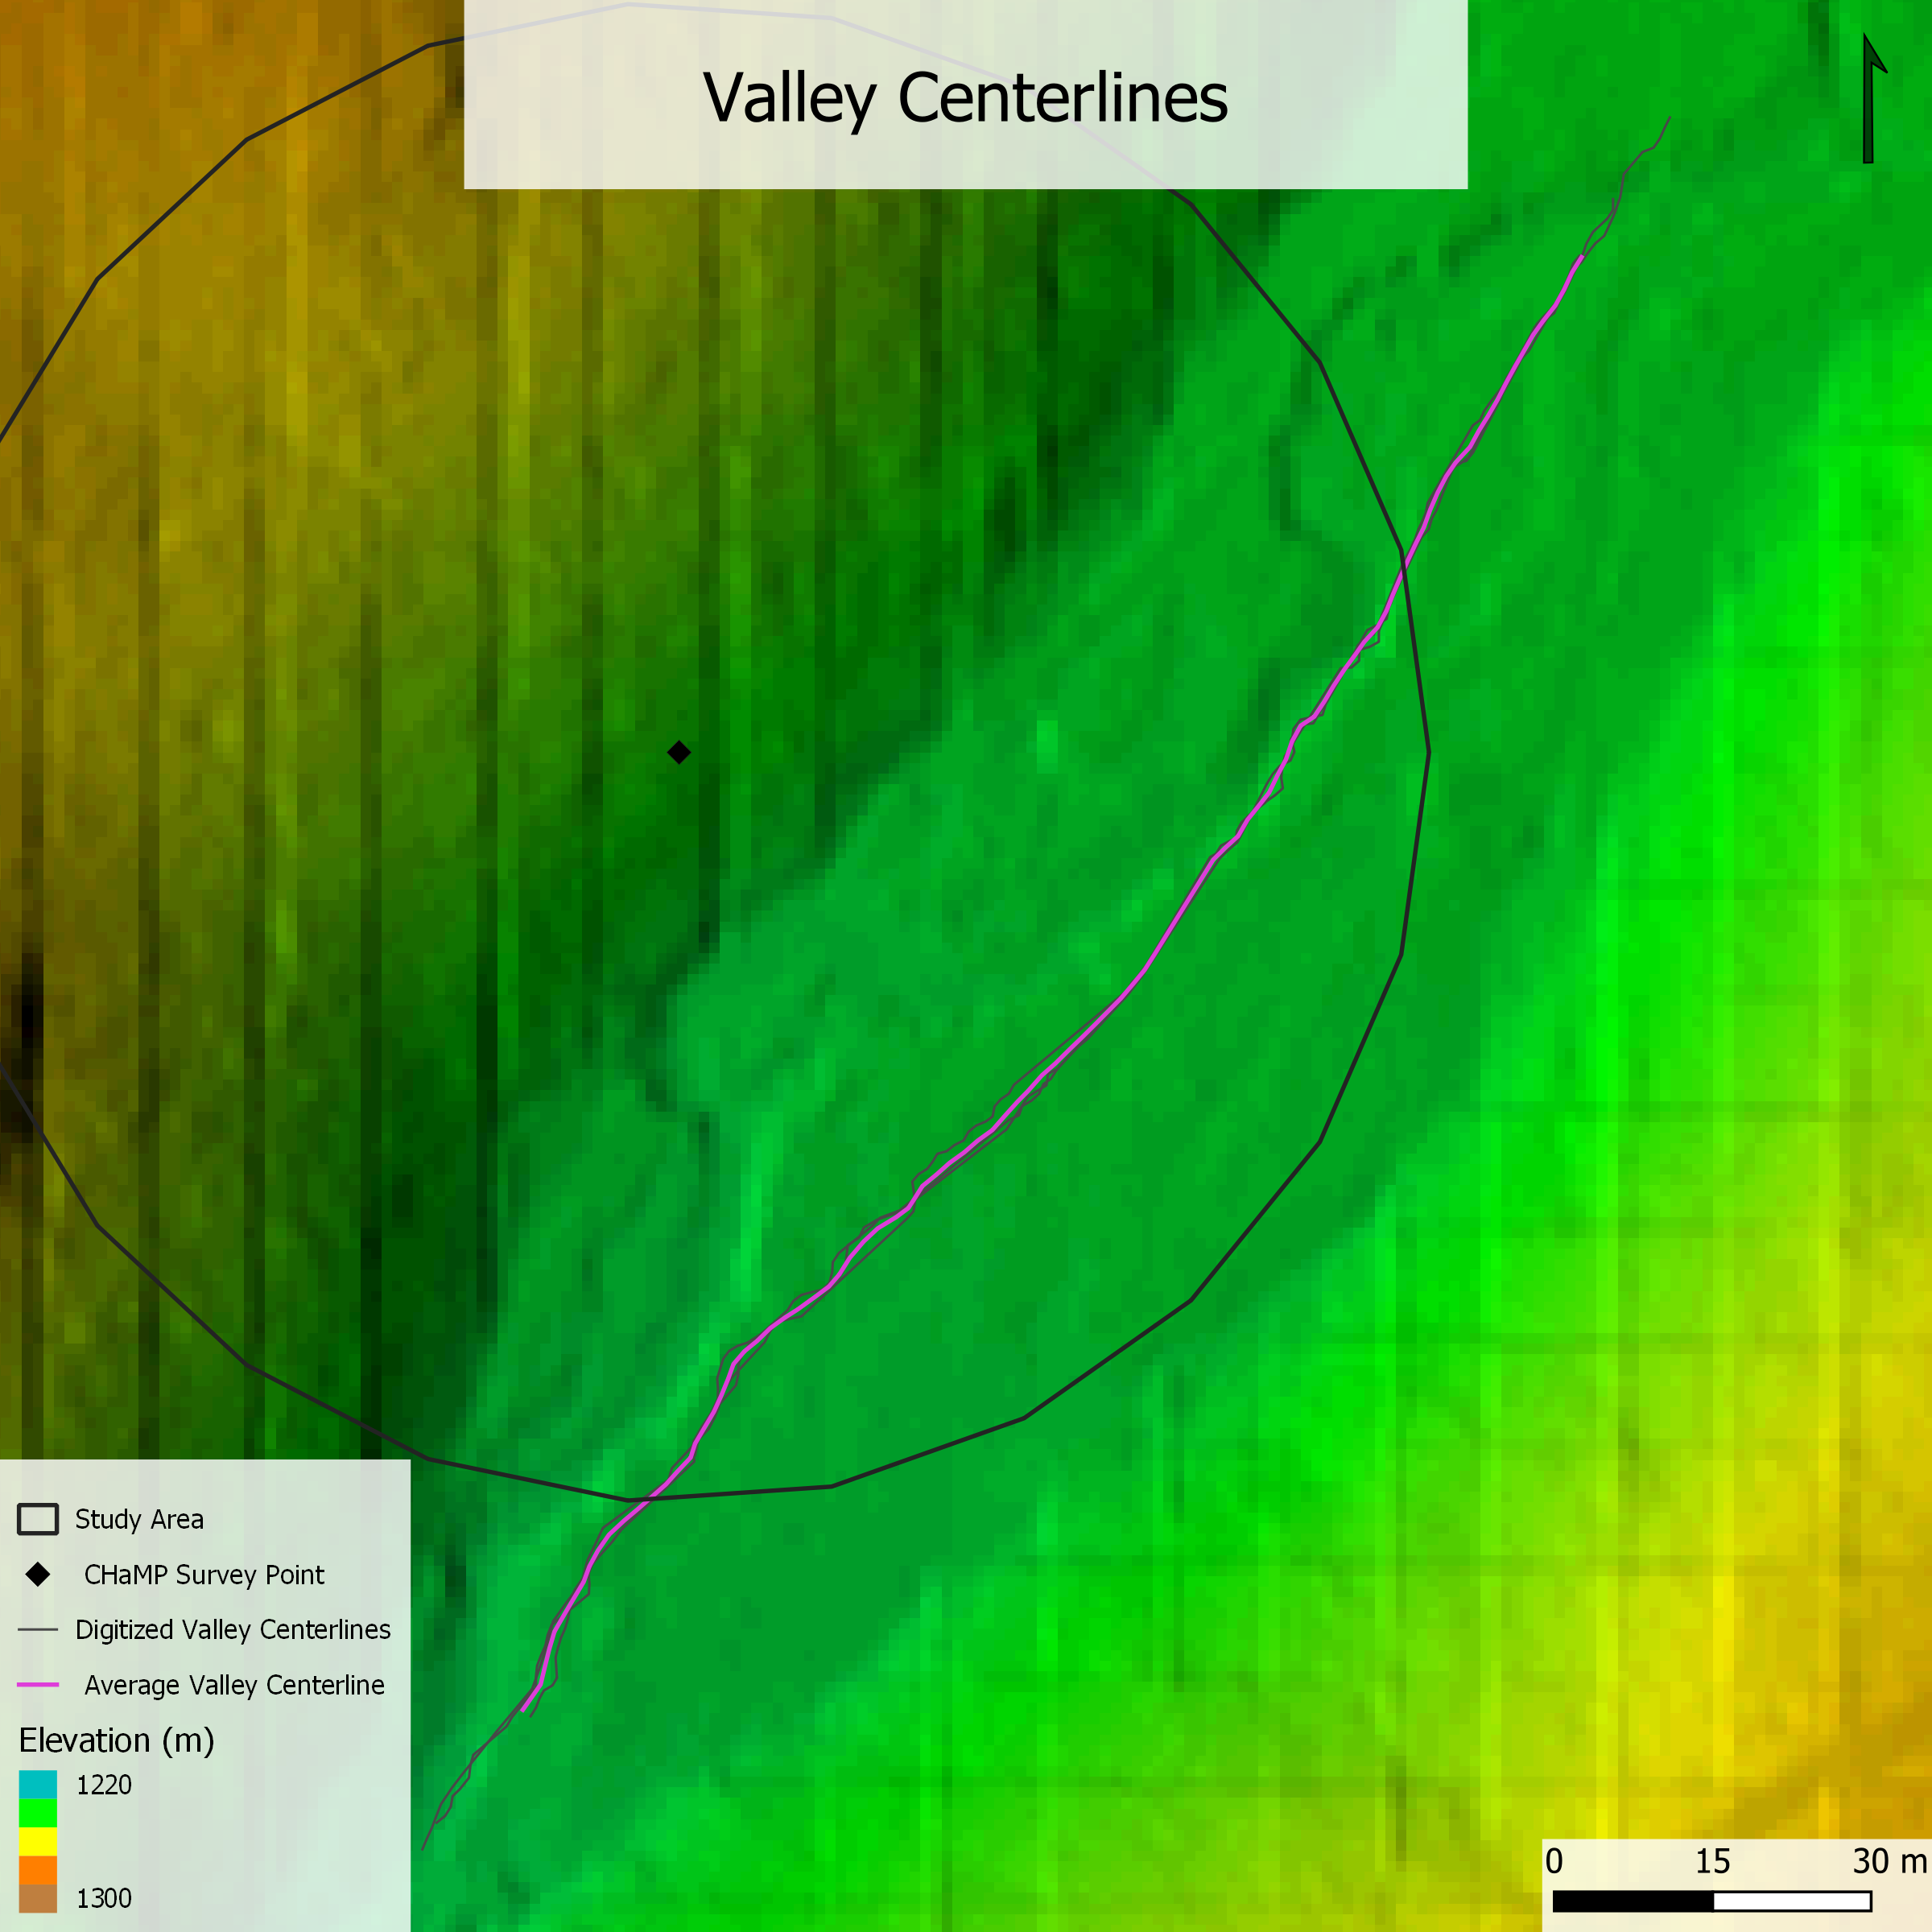 Valley Centerlines
Study Area
CHaMP Survey Point
Digitized Valley Centerlines
Average Valley Centerline
Elevation (m)
1220
1300
0 15 30 m